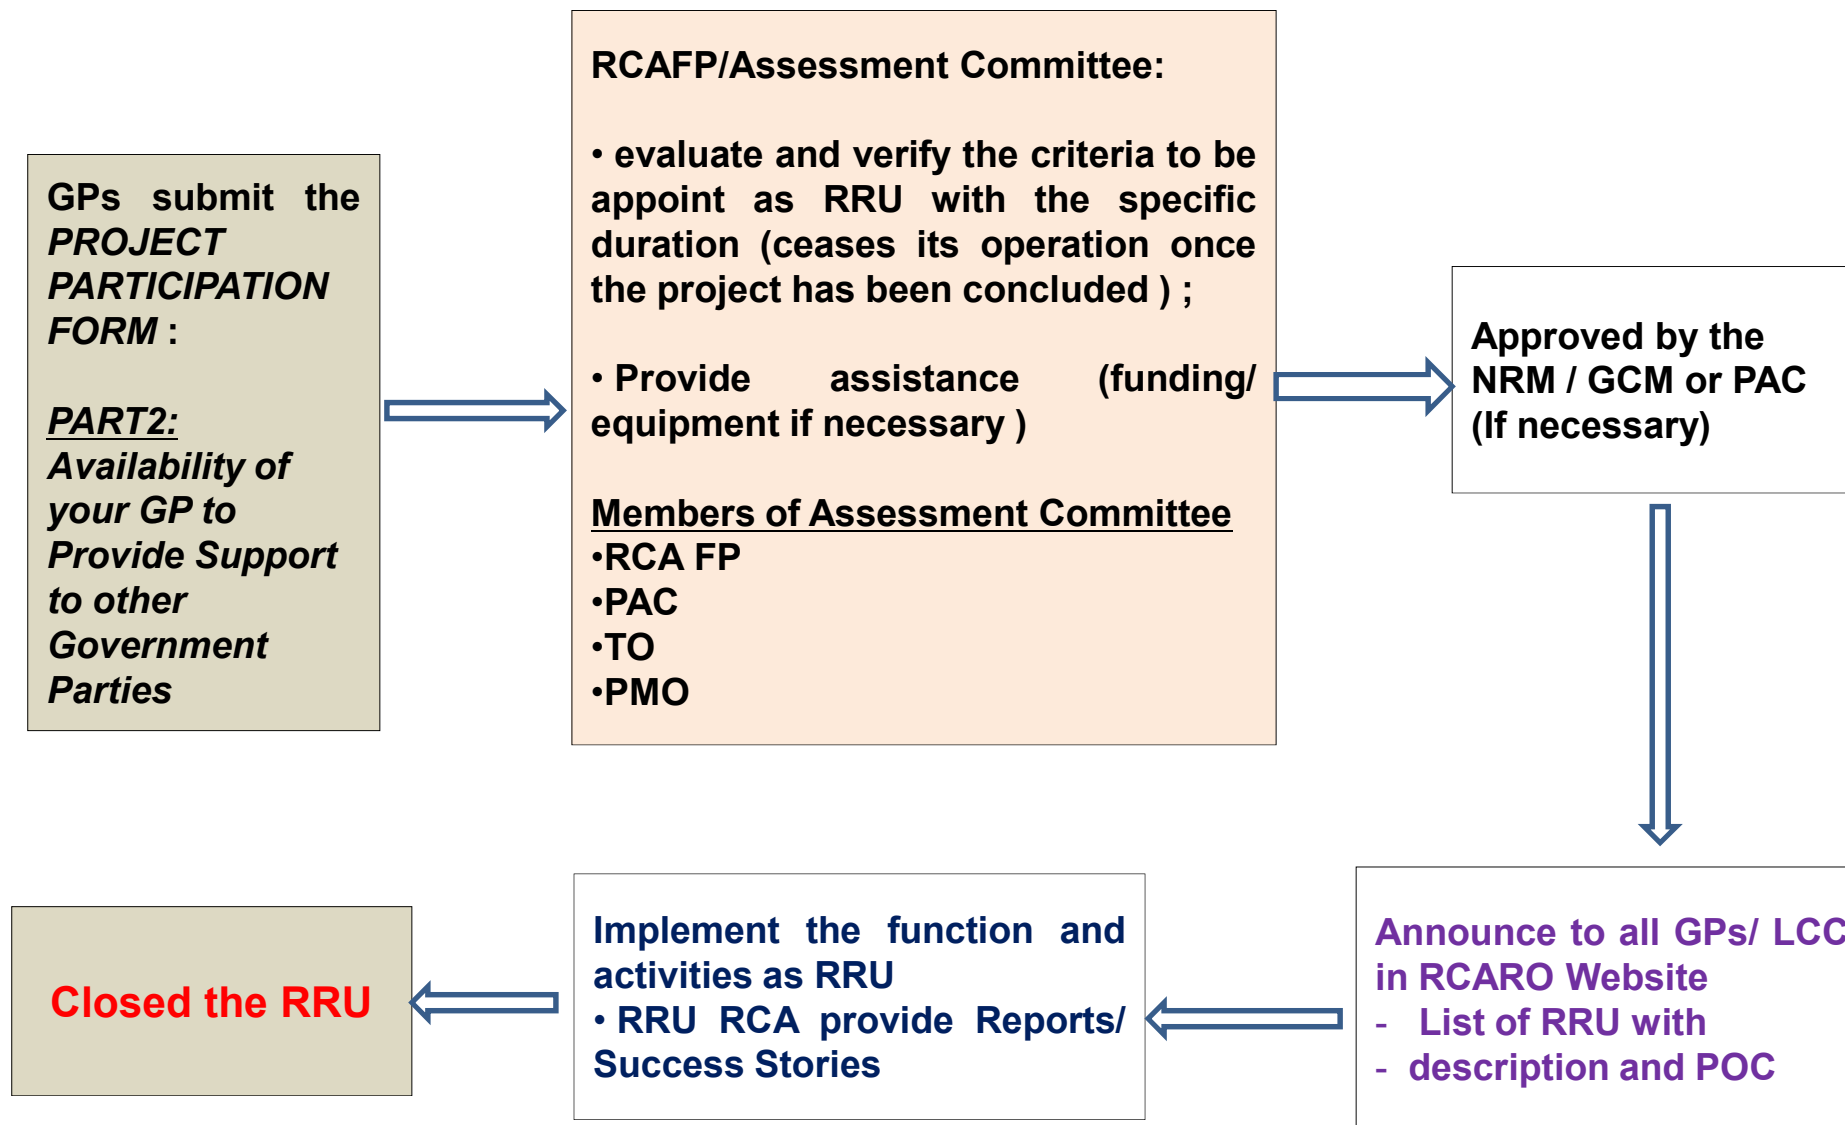 GPs submit the
PROJECT
PARTICIPATION
FORM :
PART2:
Availability of
your GP to
Provide Support
to other
Government
Parties
RCAFP/Assessment Committee:
• evaluate and verify the criteria to be
appoint as RRU with the specific
duration (ceases its operation once
the project has been concluded ) ;
• Provide assistance (funding/
equipment if necessary )
Members of Assessment Committee
•RCA FP
•PAC
•TO
•PMO
Approved by the
NRM / GCM or PAC
(If necessary)
Announce to all GPs/ LCC
in RCARO Website
- List of RRU with
- description and POC
Implement the function and
activities as RRU
• RRU RCA provide Reports/
Success Stories
Closed the RRU